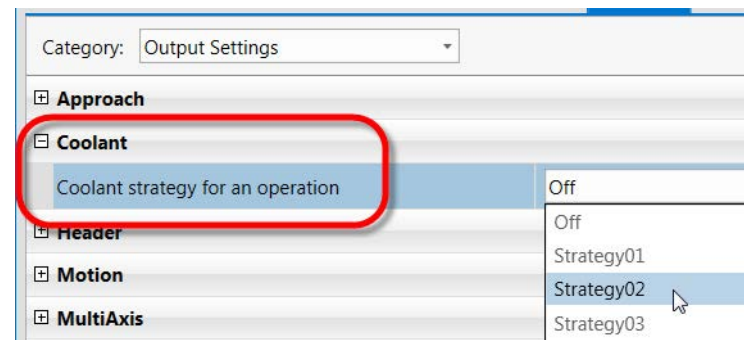 Category: Output Settings
Approach
Coolant
Coolant strategy for an operation Off
Off
Header
Strategy01
Motion
Strategy02
MultiAxis
Strategy03